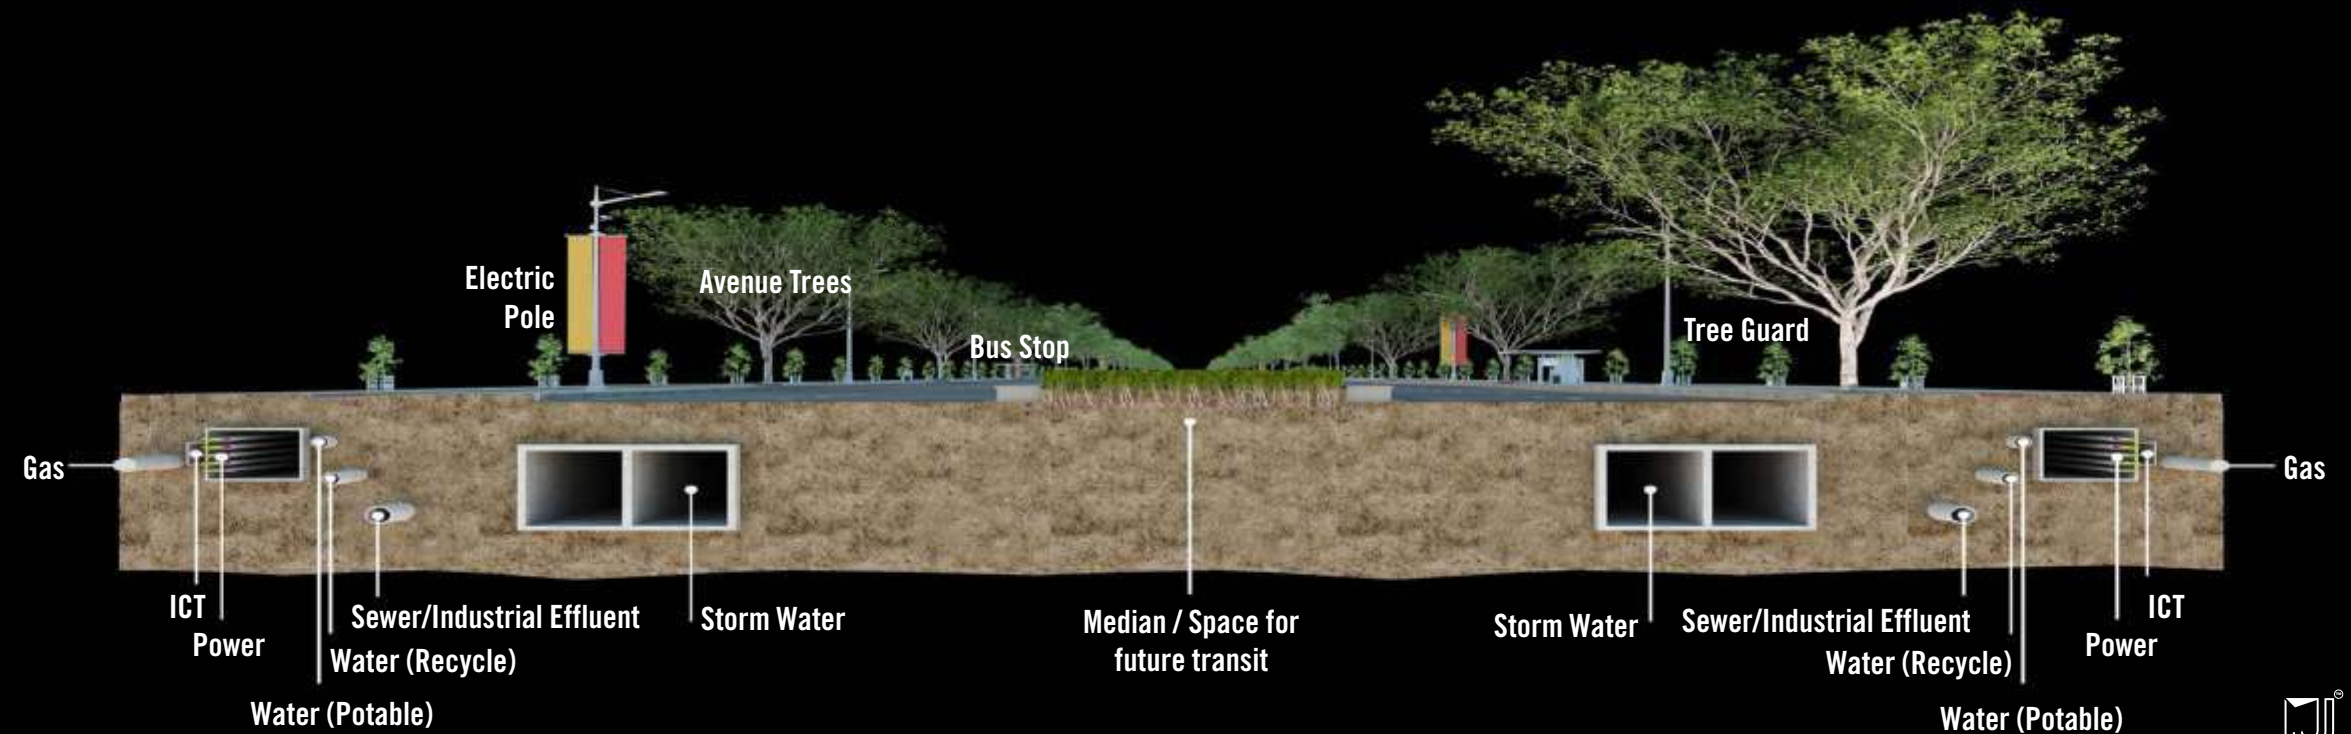 Electric
Pole
Avenue Trees
Bus Stop
Tree Guard
Gas
Gas
ICT
Power
Sewer/Industrial Effluent
Water (Recycle)
Water (Potable)
Storm Water
Median / Space for
future transit
Storm Water
Sewer/Industrial Effluent
Water (Recycle)
Water (Potable)
ICT
Power